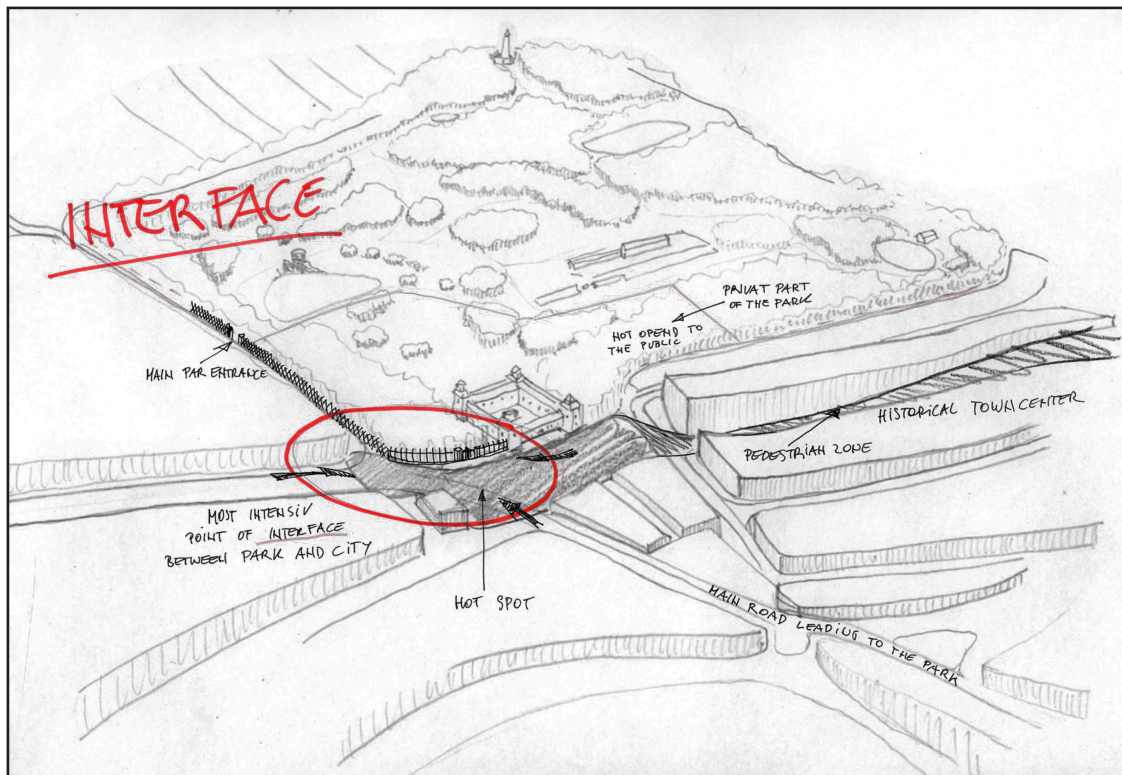 INTERFACE
PRIVAT PART
OF THE PARK
NOT OPEND TO
THE PUBLIC
MAIN PAR ENTRANCE
HISTORICAL TOWN CENTER
PEDESTRIAN ZONE
MOST INTENSIV
POINT OF INTERFACE
BETWEEN PARK AND CITY
HOT SPOT
MAIN ROAD LEADING TO THE PARK